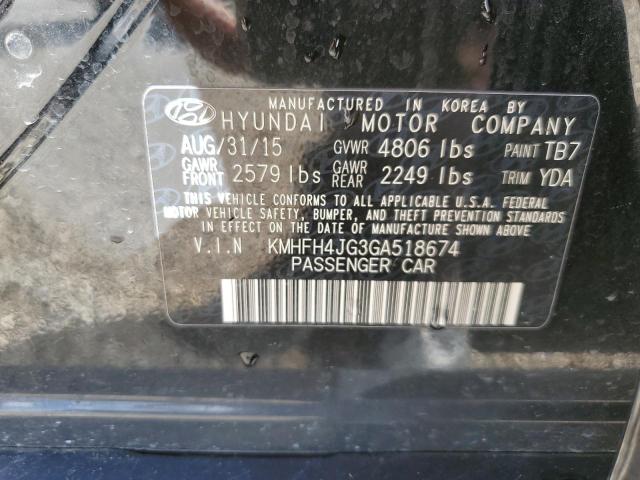 MANUFACTURED IN KOREA BY
HYUNDAI MOTOR COMPANY
AUG/31/15 GVWR 4806 lbs PAINT TB7
GAWR FRONT 2579 lbs GAWR REAR 2249 lbs TRIM YDA
THIS VEHICLE CONFORMS TO ALL APPLICABLE U.S.A. FEDERAL
MOTOR VEHICLE SAFETY, BUMPER, AND THEFT PREVENTION STANDARDS
IN EFFECT ON THE DATE OF MANUFACTURE SHOWN ABOVE
V.I.N KMHFH4JG3GA518674
PASSENGER CAR